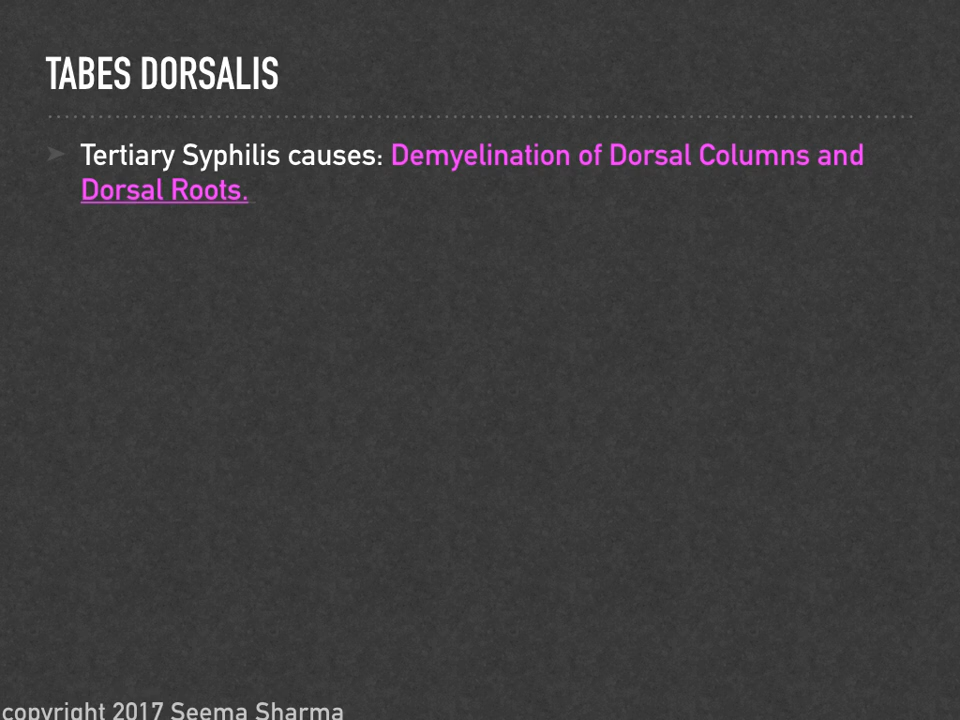 TABES DORSALIS
➤ Tertiary Syphilis causes: Demyelination of Dorsal Columns and
Dorsal Roots.
copyright 2017 Seema Sharma